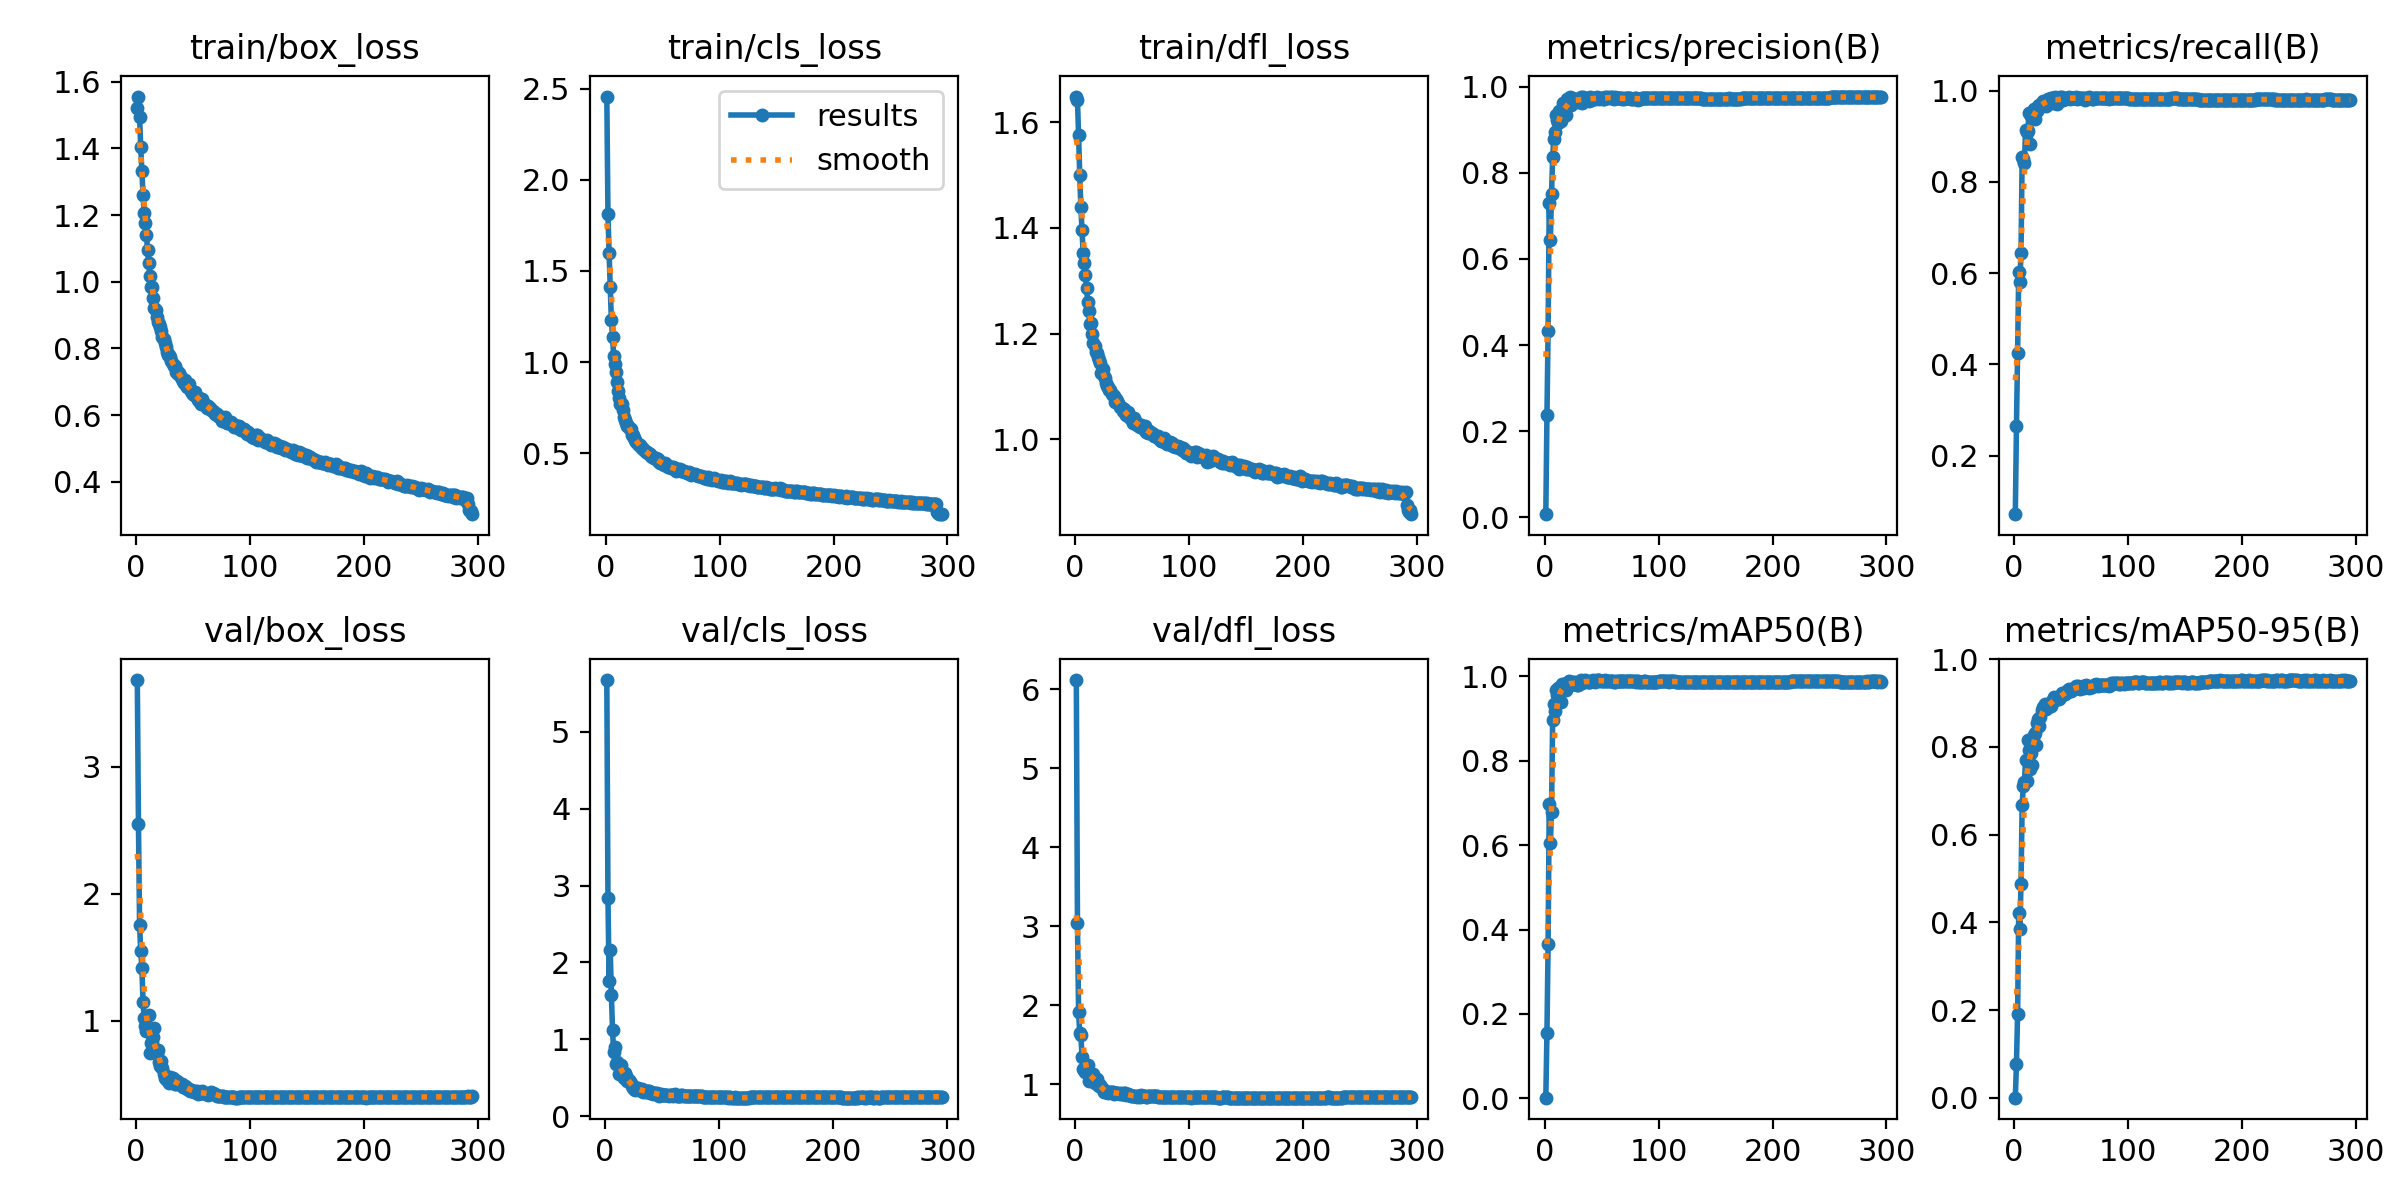 train/box_loss
train/cls_loss
train/dfl_loss
metrics/precision(B)
metrics/recall(B)
1.6
1.4
1.2
1.0
0.8
0.6
0.4
0 100 200 300
2.5
2.0
1.5
1.0
0.5
results
smooth
0 100 200 300
1.6
1.4
1.2
1.0
0 100 200 300
1.0
0.8
0.6
0.4
0.2
0.0
0 100 200 300
1.0
0.8
0.6
0.4
0.2
0 100 200 300
val/box_loss
val/cls_loss
val/dfl_loss
metrics/mAP50(B)
metrics/mAP50-95(B)
3
2
1
0 100 200 300
5
4
3
2
1
0
0 100 200 300
6
5
4
3
2
1
0 100 200 300
1.0
0.8
0.6
0.4
0.2
0.0
0 100 200 300
1.0
0.8
0.6
0.4
0.2
0.0
0 100 200 300